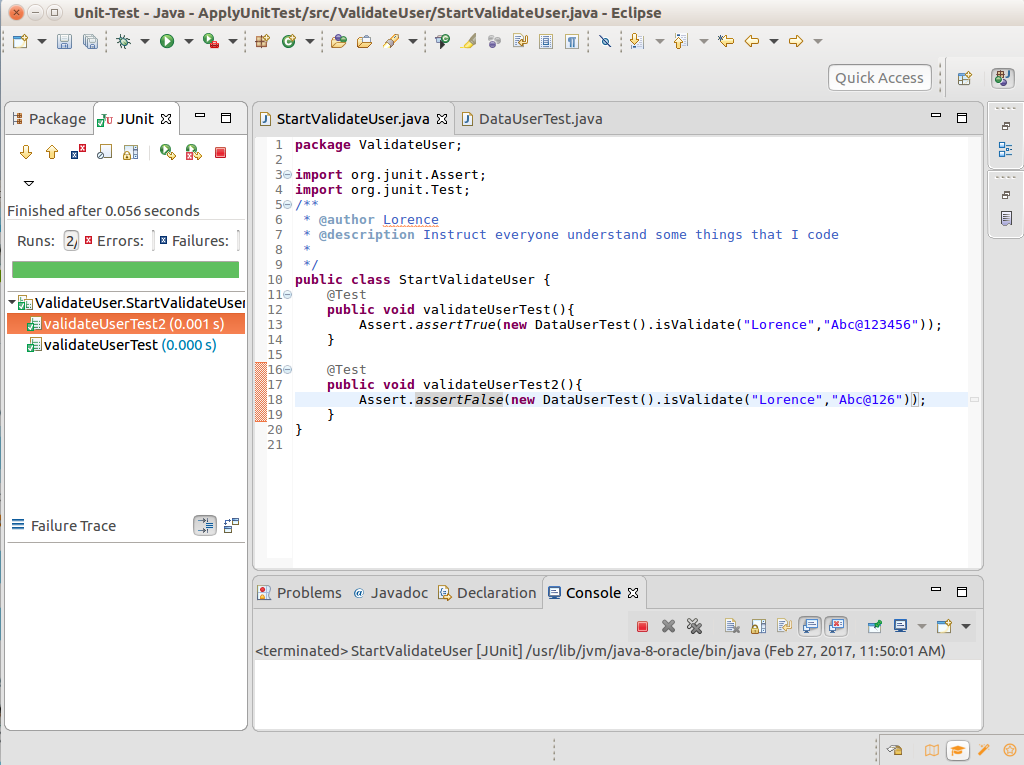 Unit-Test - Java - ApplyUnitTest/src/ValidateUser/StartValidateUser.java - Eclipse
Quick Access
Package
JUnit
Finished after 0.056 seconds
Runs: 2/ Errors: Failures:
ValidateUser.StartValidateUser
validateUserTest2 (0.001 s)
validateUserTest (0.000 s)
Failure Trace
StartValidateUser.java DataUserTest.java
1 package ValidateUser;
2
3 import org.junit.Assert;
4 import org.junit.Test;
5 /**
6  * @author Lorence
7  * @description Instruct everyone understand some things that I code
8  *
9  */
10 public class StartValidateUser {
11     @Test
12     public void validateUserTest(){
13         Assert.assertTrue(new DataUserTest().isValidate("Lorence","Abc@123456"));
14     }
15
16     @Test
17     public void validateUserTest2(){
18         Assert.assertFalse(new DataUserTest().isValidate("Lorence","Abc@126"));
19     }
20 }
21
Problems @ Javadoc Declaration Console
<terminated> StartValidateUser [JUnit] /usr/lib/jvm/java-8-oracle/bin/java (Feb 27, 2017, 11:50:01 AM)